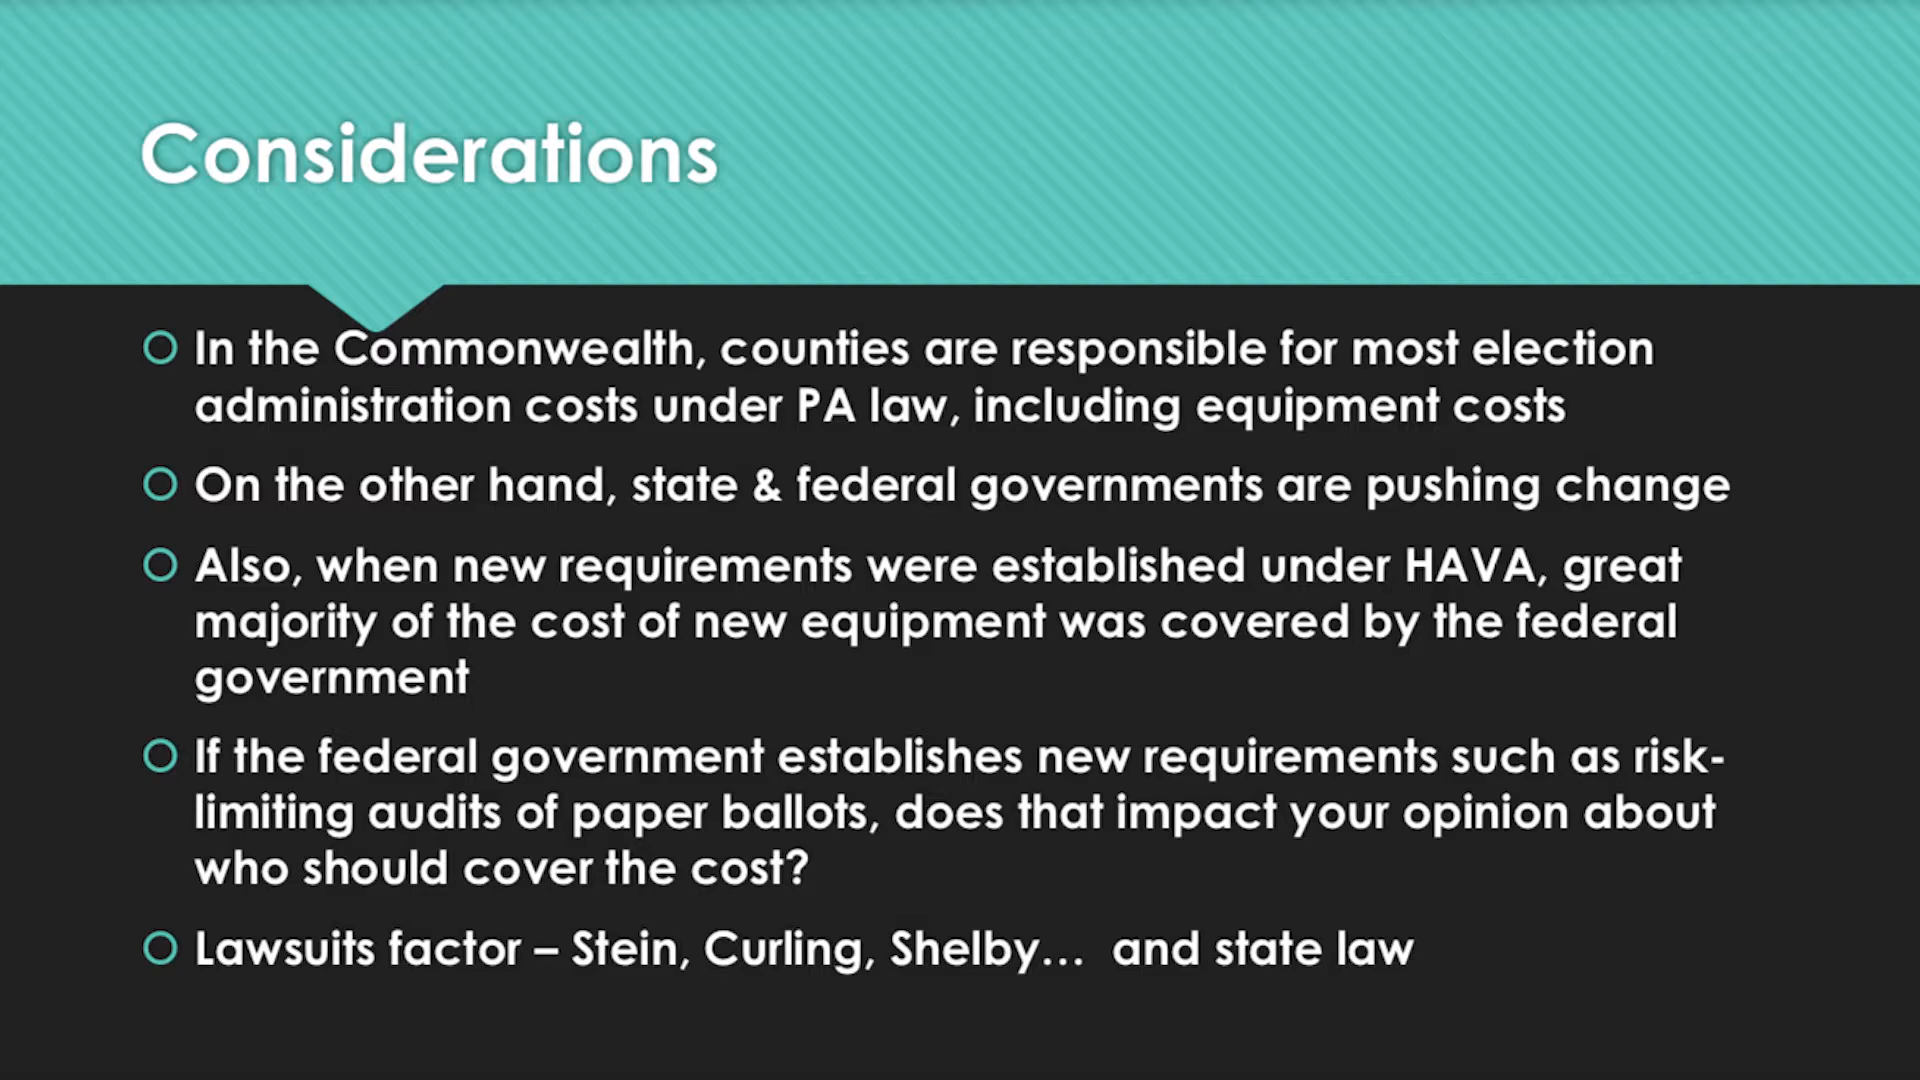 Considerations
In the Commonwealth, counties are responsible for most election
administration costs under PA law, including equipment costs
On the other hand, state & federal governments are pushing change
Also, when new requirements were established under HAVA, great
majority of the cost of new equipment was covered by the federal
government
If the federal government establishes new requirements such as risk-
limiting audits of paper ballots, does that impact your opinion about
who should cover the cost?
Lawsuits factor – Stein, Curling, Shelby… and state law